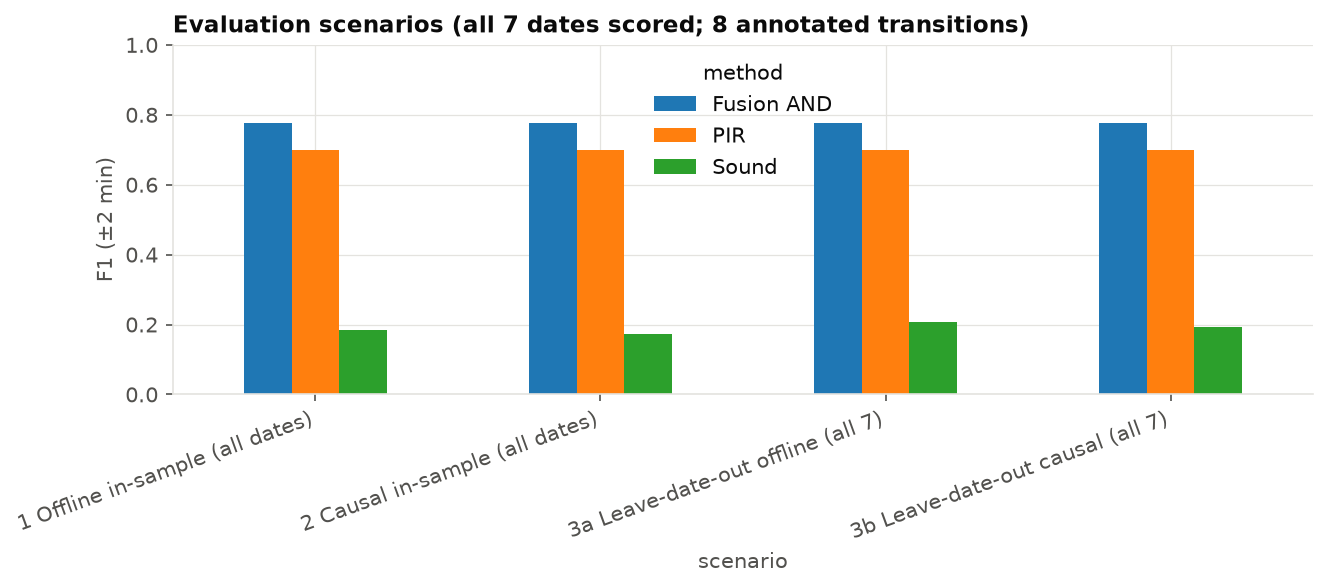 Evaluation scenarios (all 7 dates scored; 8 annotated transitions)
F1 (±2 min)
1.0
0.8
0.6
0.4
0.2
0.0
method
Fusion AND
PIR
Sound
1 Offline in-sample (all dates)
2 Causal in-sample (all dates)
3a Leave-date-out offline (all 7)
3b Leave-date-out causal (all 7)
scenario